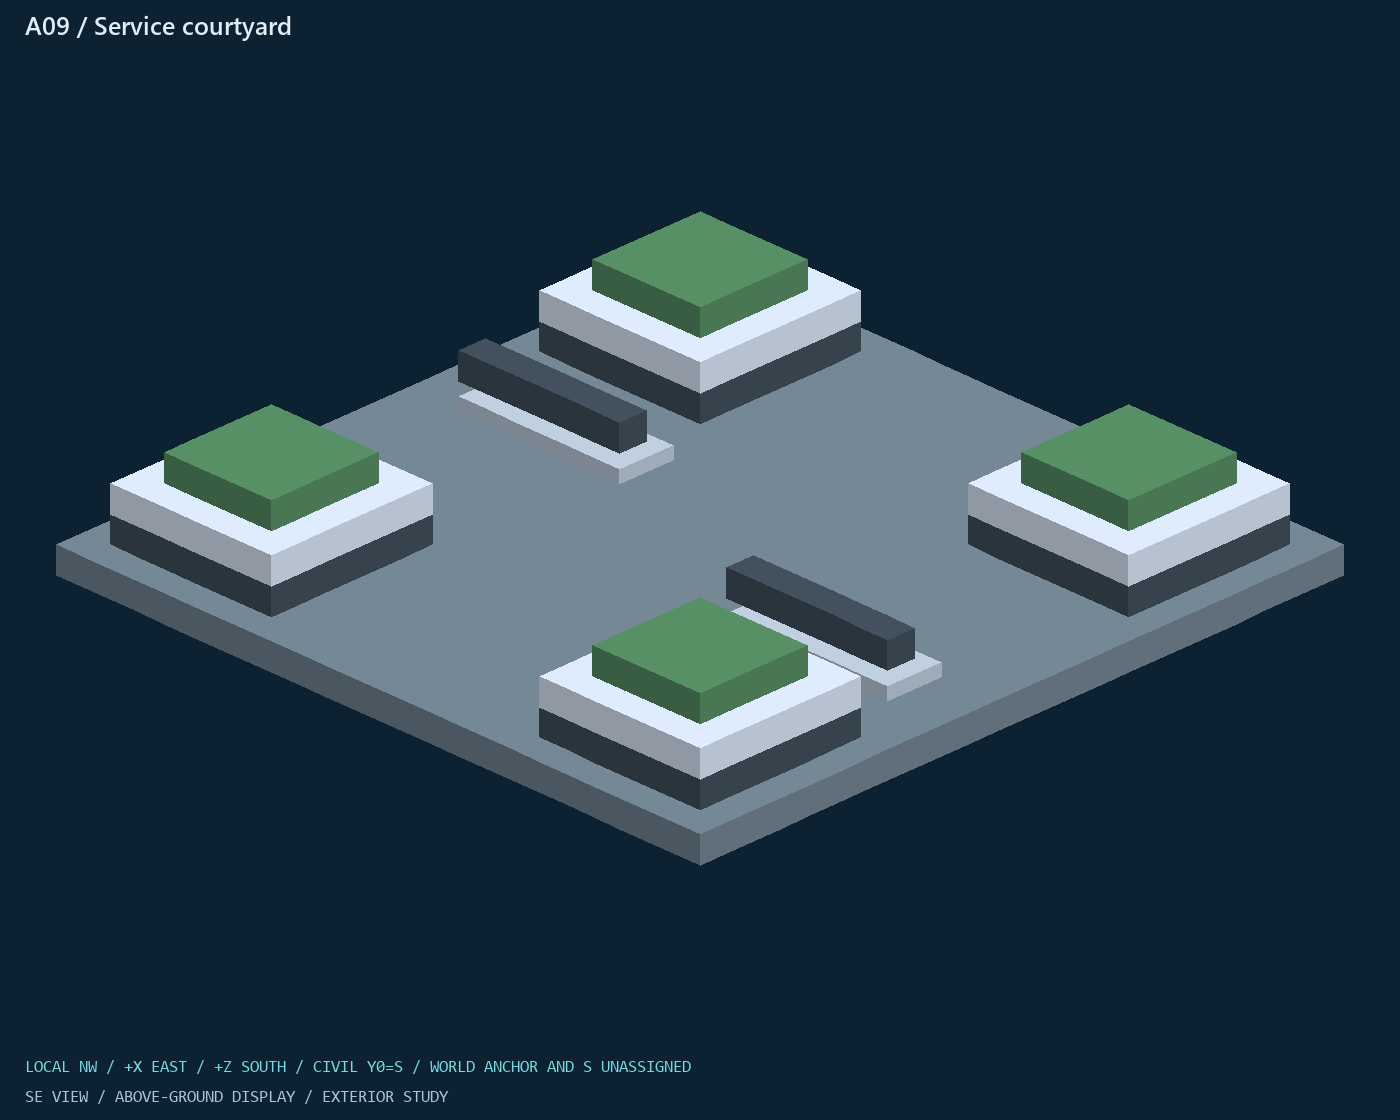 A09 / Service courtyard
LOCAL NW / +X EAST / +Z SOUTH / CIVIL Y0=S / WORLD ANCHOR AND S UNASSIGNED
SE VIEW / ABOVE-GROUND DISPLAY / EXTERIOR STUDY